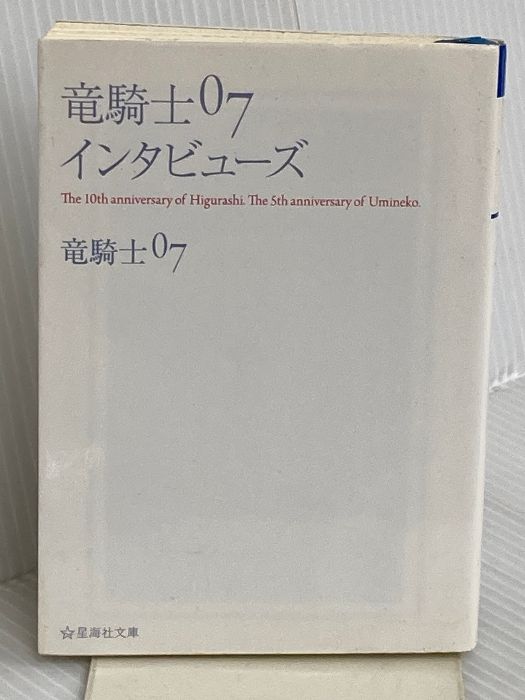 竜騎士07
インタビューズ
The 10th anniversary of Higurashi. The 5th anniversary of Umineko.
竜騎士07
☆星海社文庫